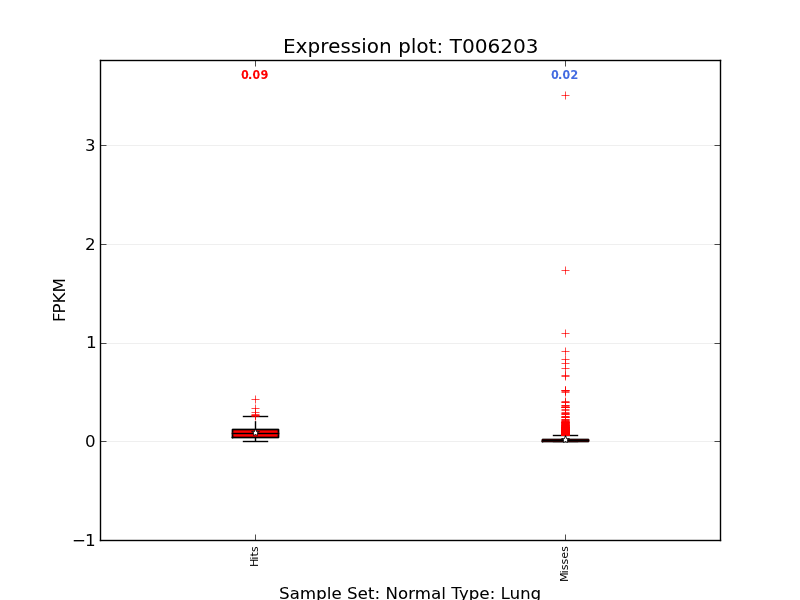 Expression plot: T006203
0.09
0.02
3
2
1
0
−1
FPKM
Hits
Misses
Sample Set: Normal Type: Lung